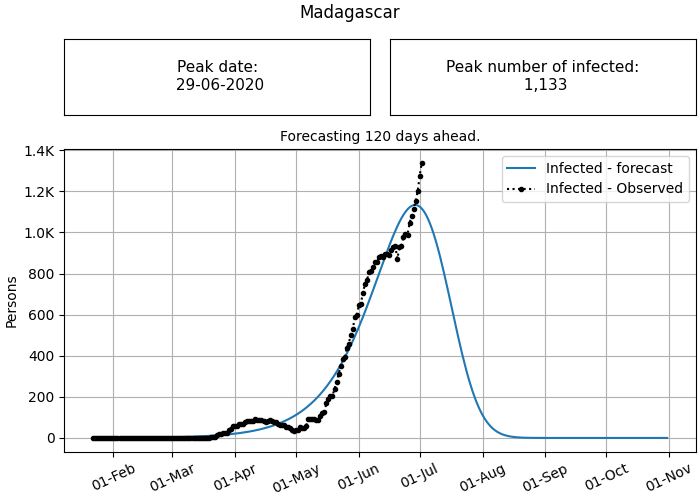 Madagascar
Peak date:
29-06-2020
Peak number of infected:
1,133
Forecasting 120 days ahead.
Infected - forecast
Infected - Observed
Persons
1.4K
1.2K
1.0K
800
600
400
200
0
01-Feb
01-Mar
01-Apr
01-May
01-Jun
01-Jul
01-Aug
01-Sep
01-Oct
01-Nov